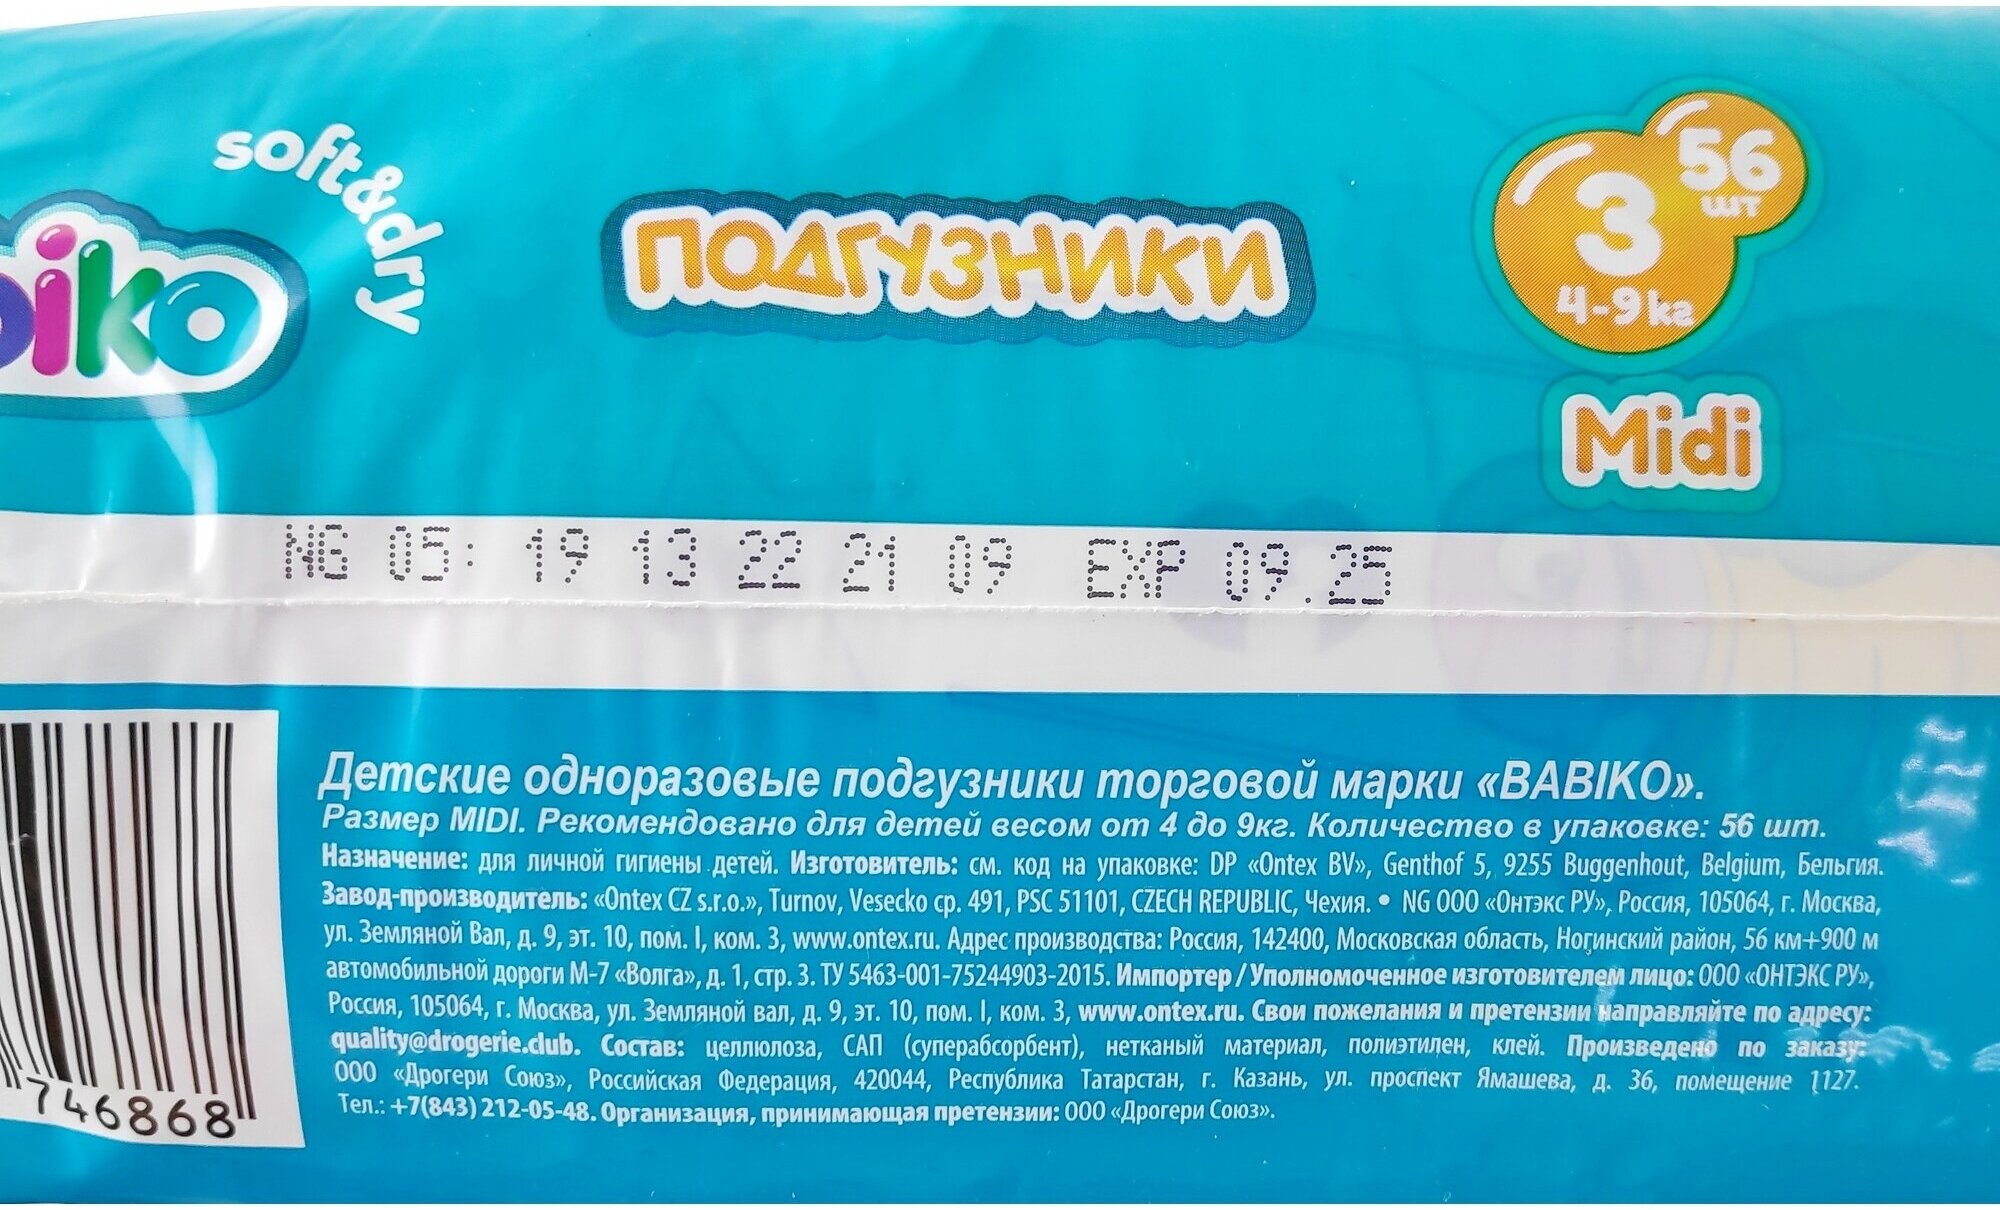 soft&dry
biko
ПОДГУЗНИКИ
56
шт
3
4-9кг
Midi
NG 05: 19 13 22 21 09 EXP 09.25
Детские одноразовые подгузники торговой марки «BABIKO».
Размер MIDI. Рекомендовано для детей весом от 4 до 9кг. Количество в упаковке: 56 шт.
Назначение: для личной гигиены детей. Изготовитель: см. код на упаковке: DP «Ontex BV», Genthof 5, 9255 Buggenhout, Belgium, Бельгия.
Завод-производитель: «Ontex CZ s.r.o.», Turnov, Vesecko cp. 491, PSC 51101, CZECH REPUBLIC, Чехия. • NG ООО «Онтэкс РУ», Россия, 105064, г. Москва,
ул. Земляной Вал, д. 9, эт. 10, пом. I, ком. 3, www.ontex.ru. Адрес производства: Россия, 142400, Московская область, Ногинский район, 56 км+900 м
автомобильной дороги М-7 «Волга», д. 1, стр. 3. ТУ 5463-001-75244903-2015. Импортер / Уполномоченное изготовителем лицо: ООО «ОНТЭКС РУ»,
Россия, 105064, г. Москва, ул. Земляной вал, д. 9, эт. 10, пом. I, ком. 3, www.ontex.ru. Свои пожелания и претензии направляйте по адресу:
quality@drogerie.club. Состав: целлюлоза, САП (суперабсорбент), нетканый материал, полиэтилен, клей. Произведено по заказу:
ООО «Дрогери Союз», Российская Федерация, 420044, Республика Татарстан, г. Казань, ул. проспект Ямашева, д. 36, помещение 1127.
Тел.: +7(843) 212-05-48. Организация, принимающая претензии: ООО «Дрогери Союз».
746868